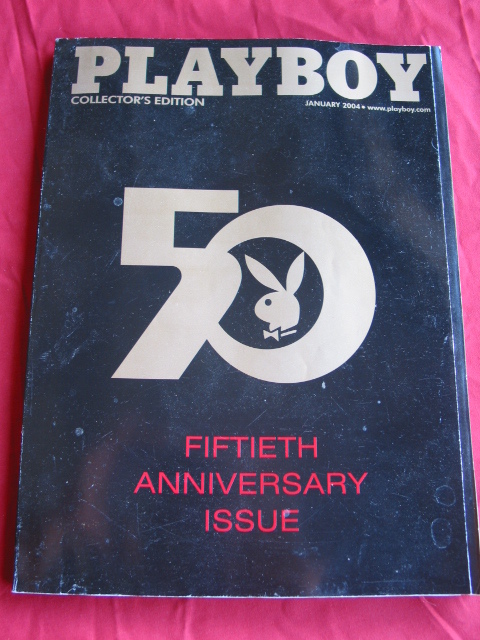 PLAYBOY
COLLECTOR'S EDITION
JANUARY 2004 • www.playboy.com
50
FIFTIETH
ANNIVERSARY
ISSUE